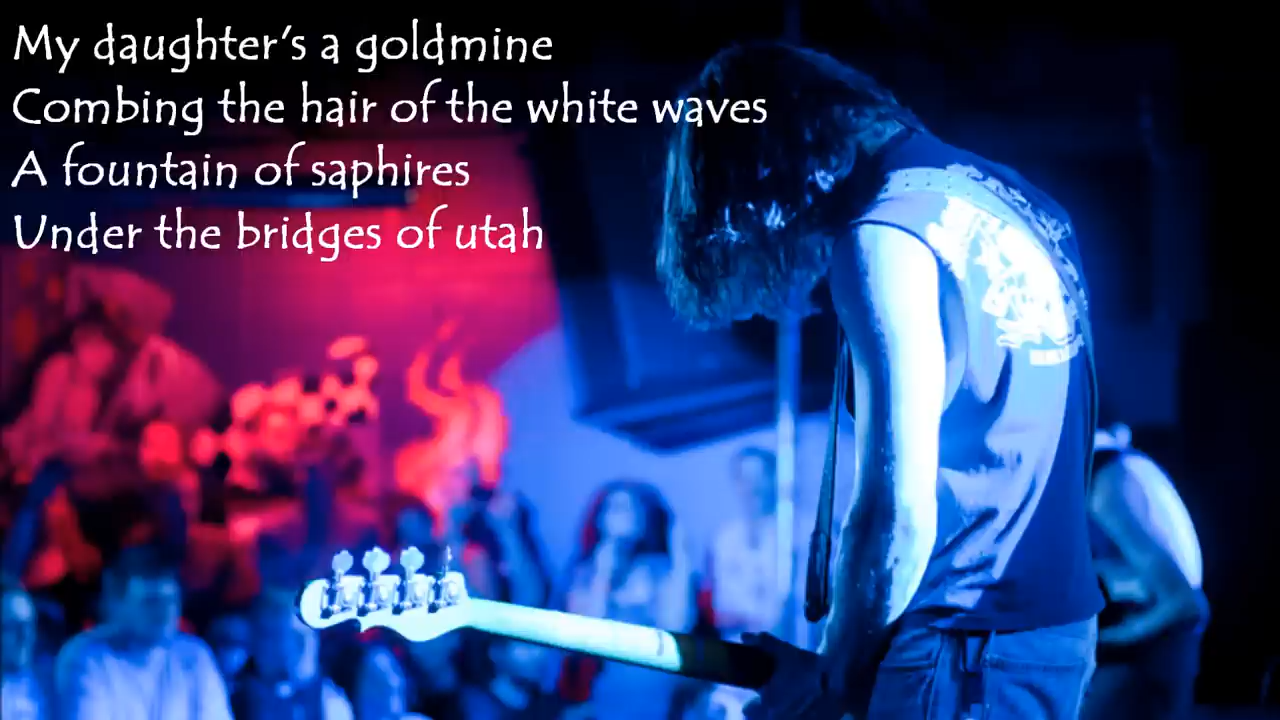 My daughter's a goldmine
Combing the hair of the white waves
A fountain of saphires
Under the bridges of utah